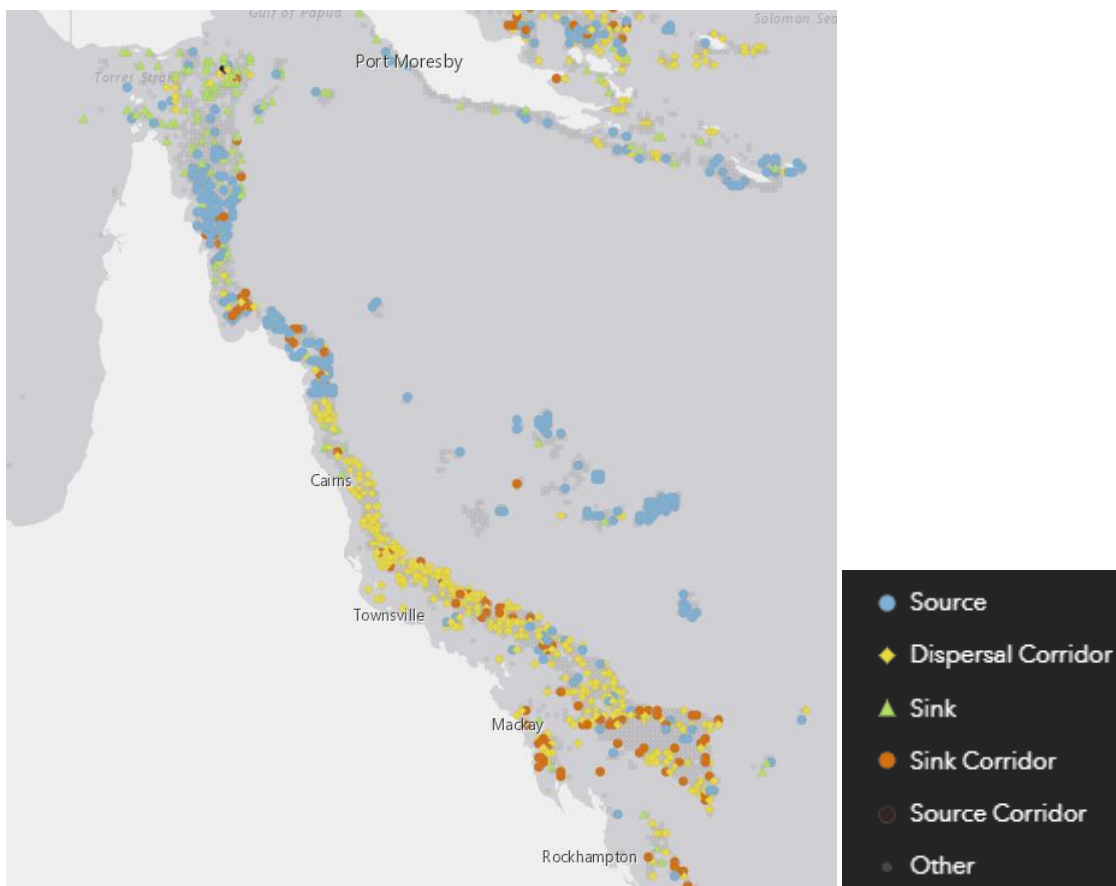 Gulf of Papua
Solomon Sea
Port Moresby
Torres Strait
Cairns
Townsville
Mackay
Rockhampton
Source
Dispersal Corridor
Sink
Sink Corridor
Source Corridor
Other